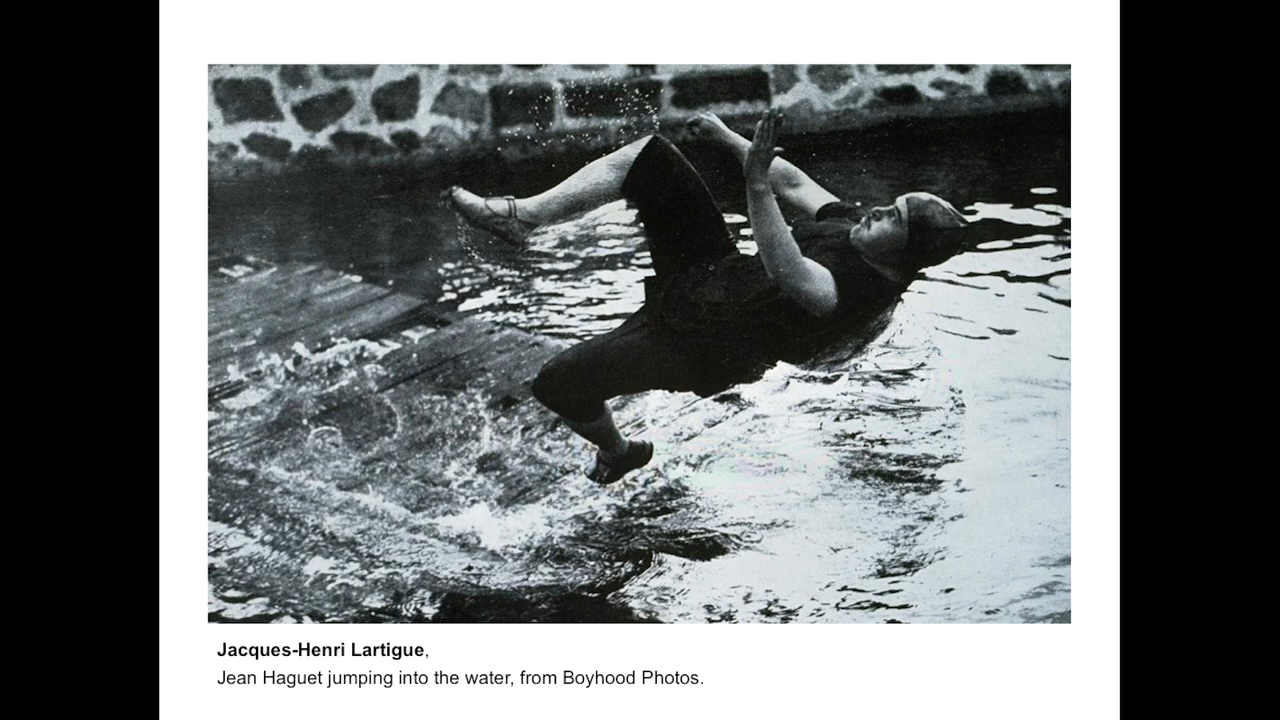 Jacques-Henri Lartigue,
Jean Haguet jumping into the water, from Boyhood Photos.